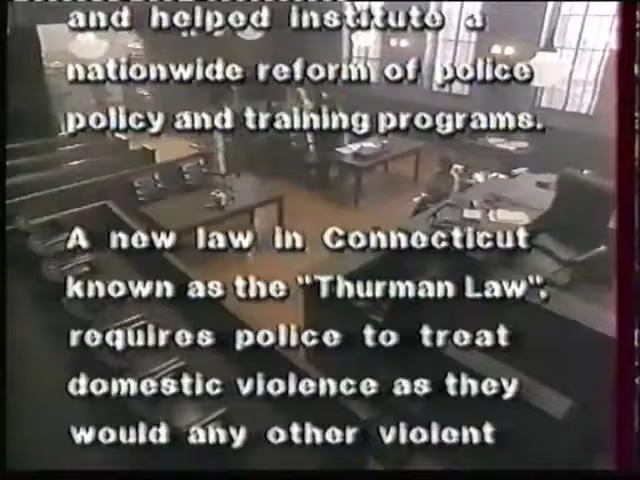 and helped institute a
nationwide reform of police
policy and training programs.
A new law in Connecticut
known as the "Thurman Law",
requires police to treat
domestic violence as they
would any other violent